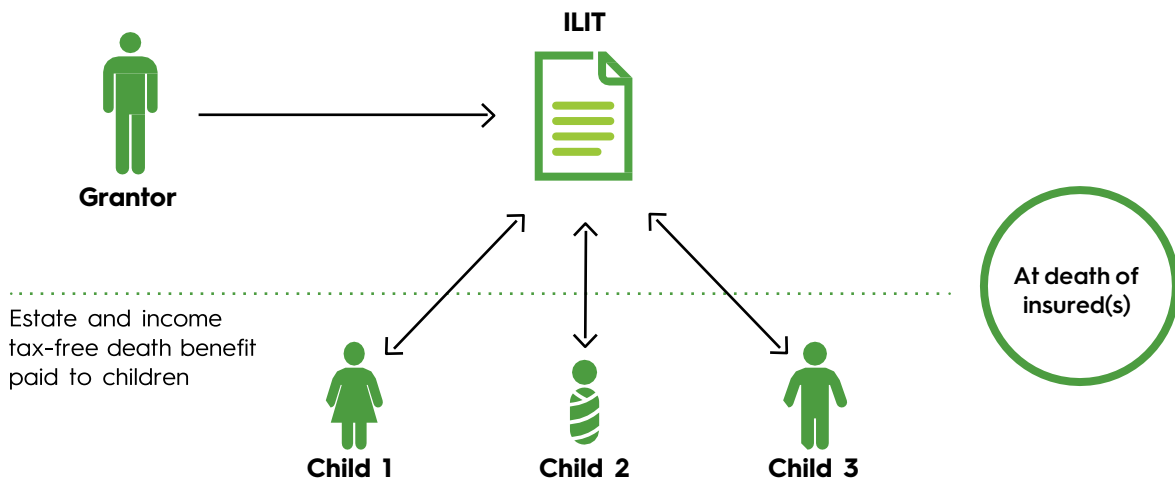 ILIT
Grantor
At death of
insured(s)
Estate and income
tax-free death benefit
paid to children
Child 1
Child 2
Child 3